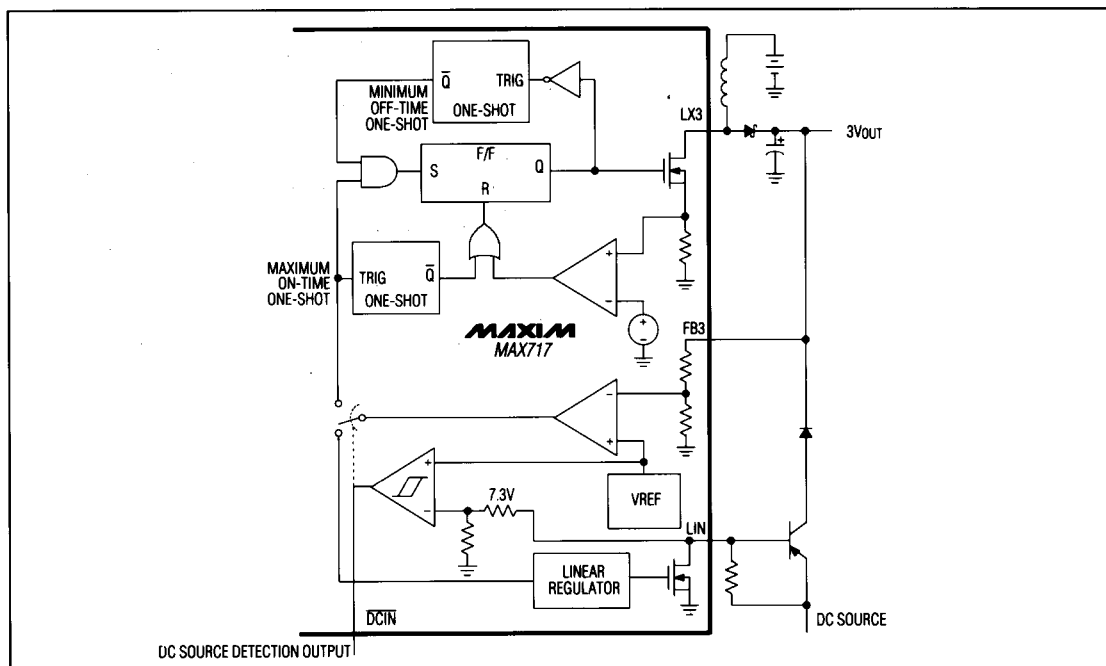 Q̅ TRIG
ONE-SHOT
MINIMUM
OFF-TIME
ONE-SHOT
LX3
3VOUT
F/F
S Q
R
MAXIMUM
ON-TIME
ONE-SHOT
TRIG Q̅
ONE-SHOT
+
−
+
−
+
MAXIM
MAX717
FB3
−
+
+
−
7.3V
VREF
LIN
LINEAR
REGULATOR
D̅C̅I̅N̅
DC SOURCE
DC SOURCE DETECTION OUTPUT